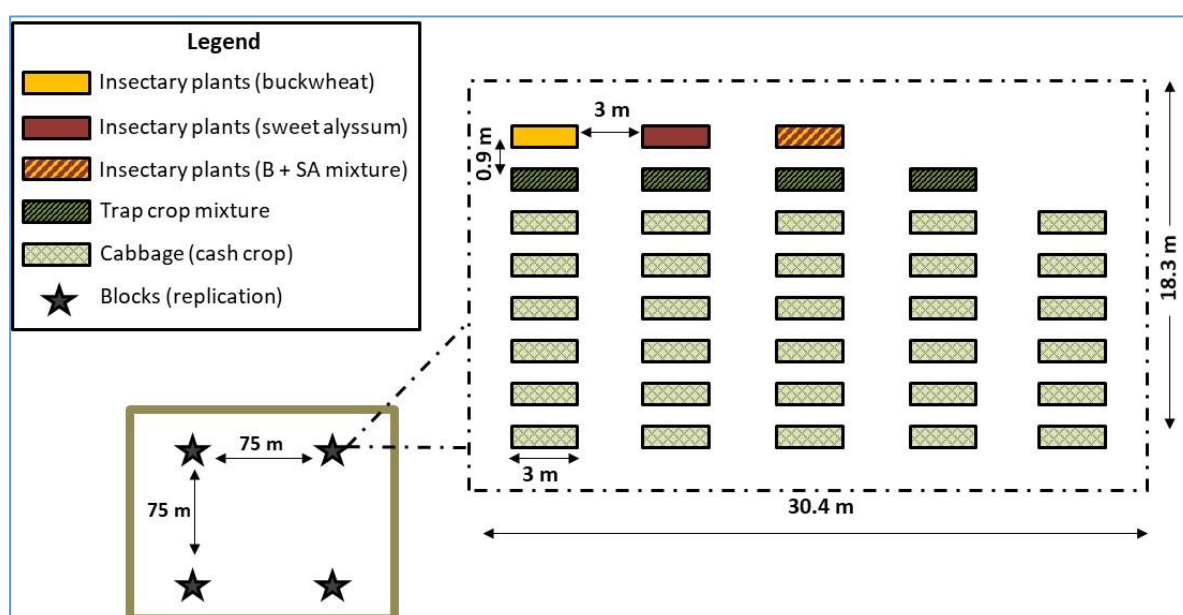 Legend
Insectary plants (buckwheat)
Insectary plants (sweet alyssum)
Insectary plants (B + SA mixture)
Trap crop mixture
Cabbage (cash crop)
Blocks (replication)
3 m
0.9 m
18.3 m
3 m
30.4 m
75 m
75 m